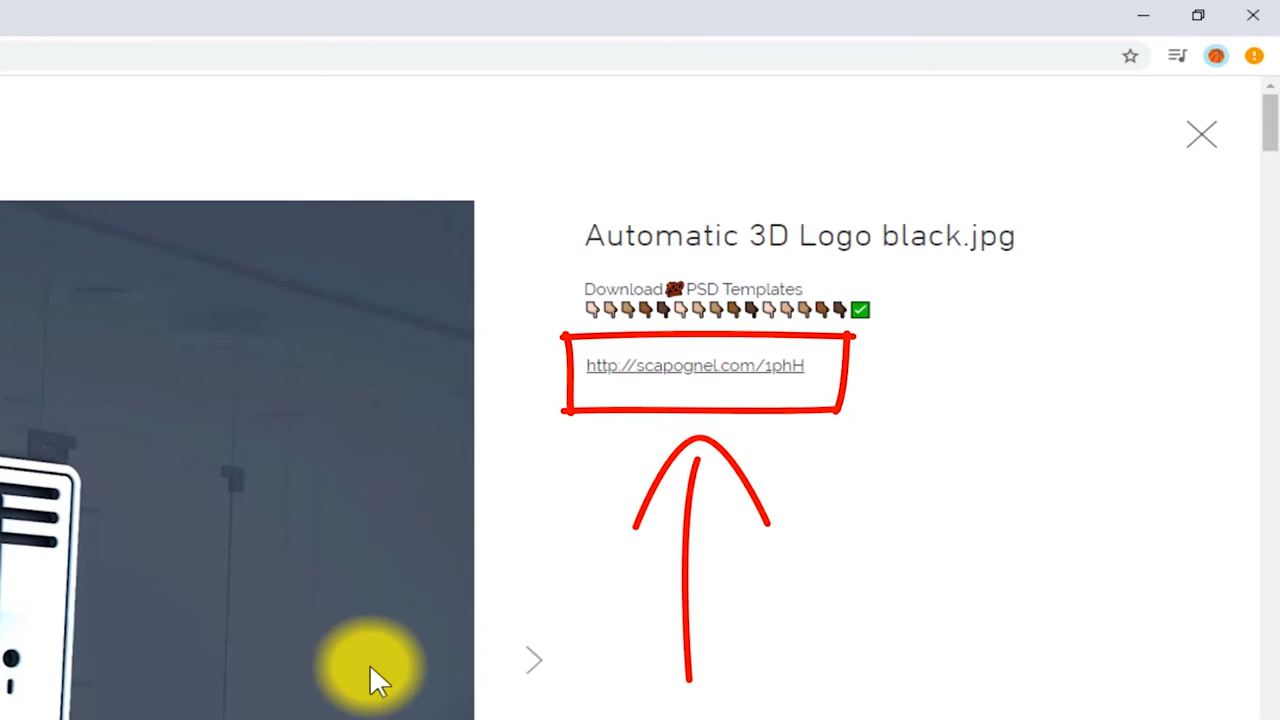 Automatic 3D Logo black.jpg
Download💯PSD Templates
👇🏻👇🏼👇🏽👇🏾👇🏿👇🏻👇🏼👇🏽👇🏾👇🏿👇🏻👇🏼👇🏽👇🏾👇🏿✅
http://scapognel.com/1phH